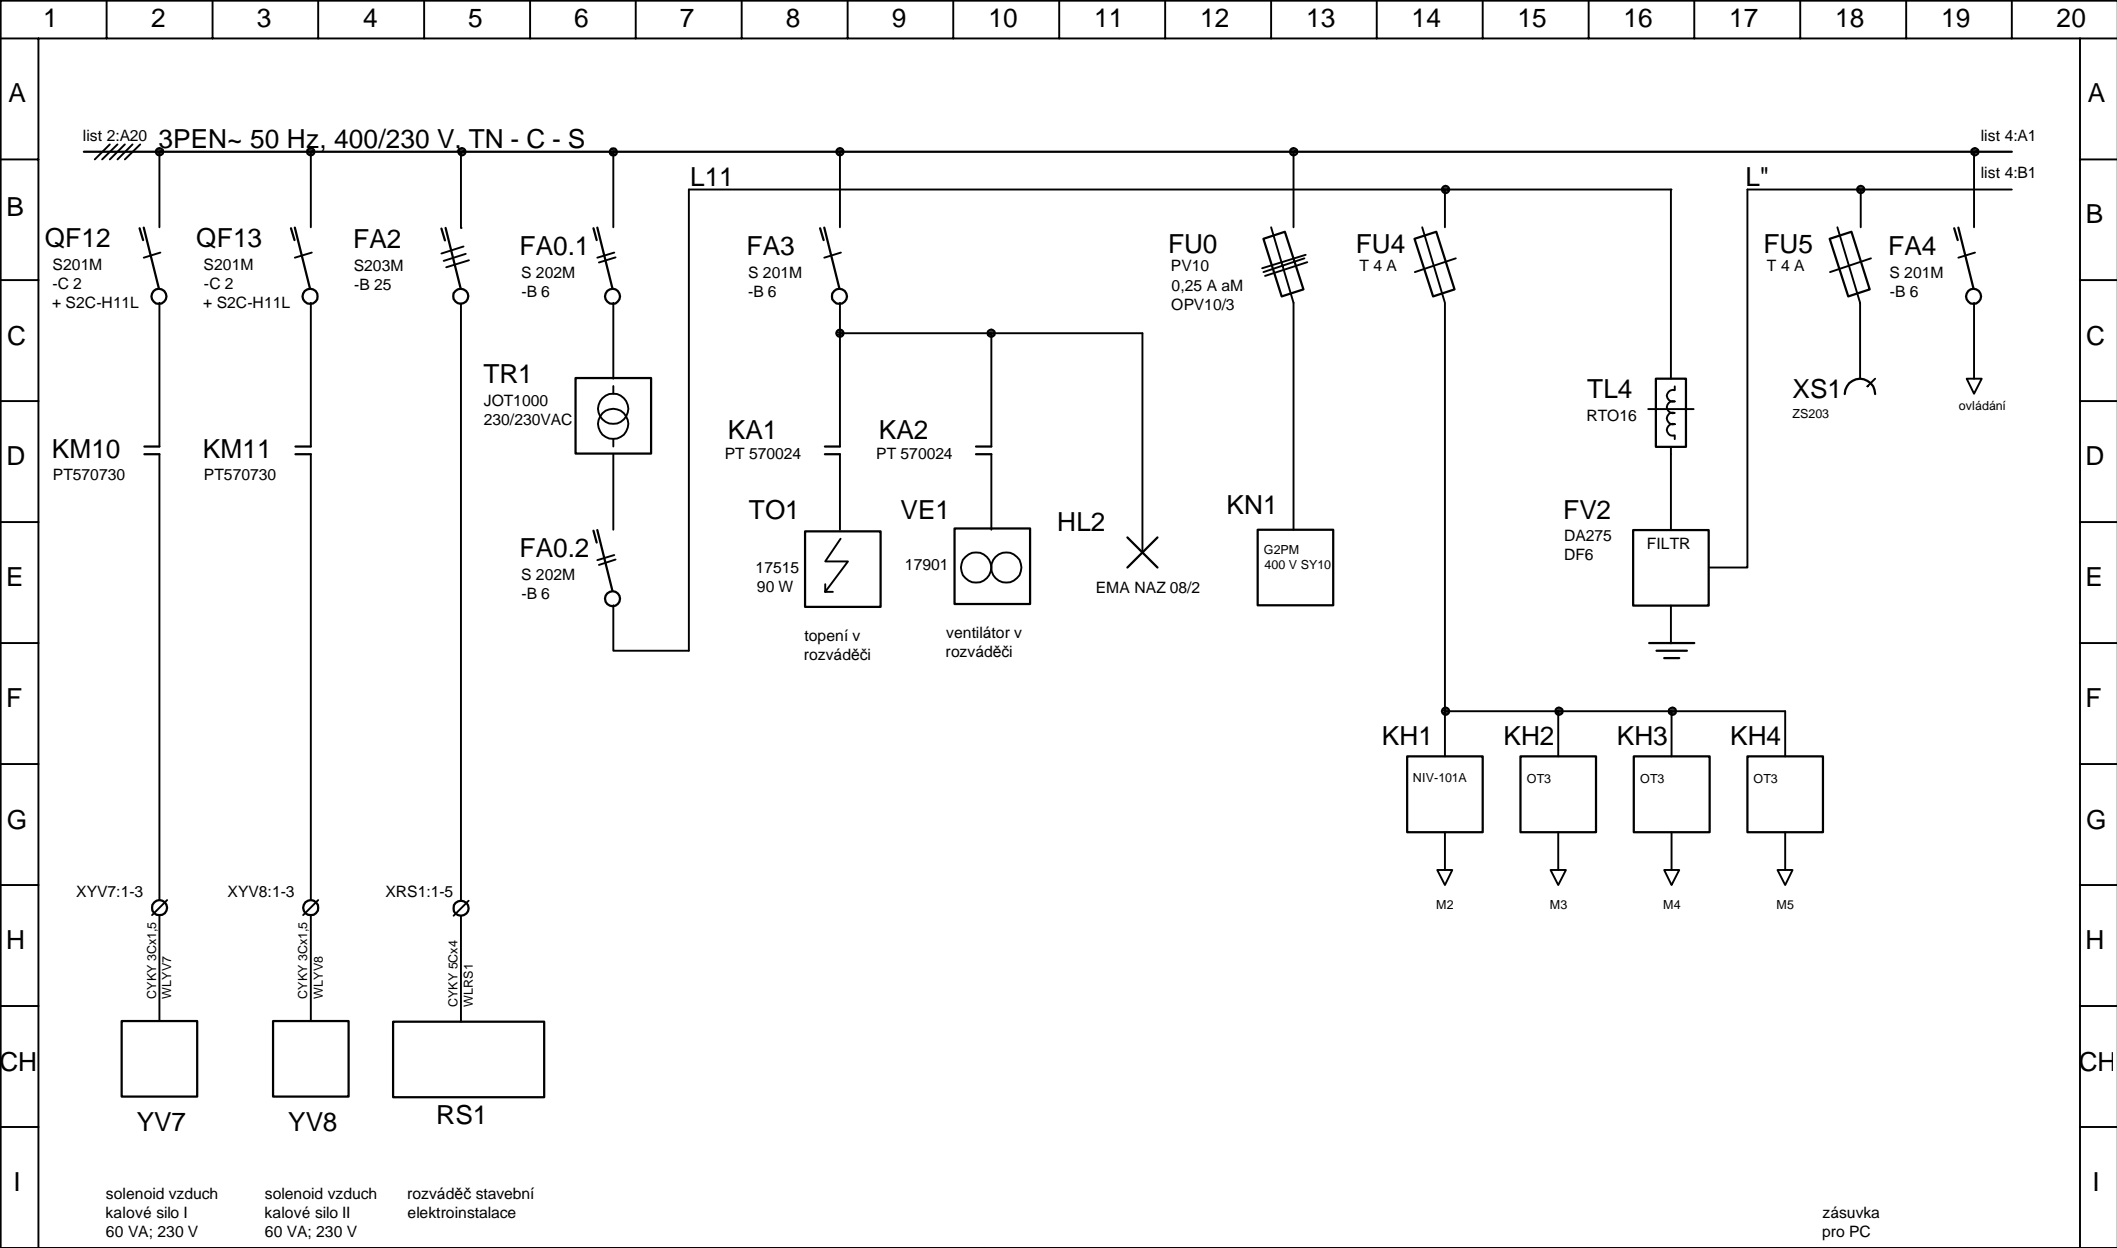 1 2 3 4 5 6 7 8 9 10 11 12 13 14 15 16 17 18 19 20
A
A
list 2:A20 3PEN~ 50 Hz, 400/230 V, TN - C - S
list 4:A1
L11
L"
list 4:B1
B
B
QF12
S201M
-C 2
+ S2C-H11L
QF13
S201M
-C 2
+ S2C-H11L
FA2
S203M
-B 25
FA0.1
S 202M
-B 6
FA3
S 201M
-B 6
FU0
PV10
0,25 A aM
OPV10/3
FU4
T 4 A
FU5
T 4 A
FA4
S 201M
-B 6
C
C
TR1
JOT1000
230/230VAC
TL4
RTO16
XS1
ZS203
ovládání
D
D
KM10
PT570730
KM11
PT570730
KA1
PT 570024
KA2
PT 570024
TO1
17515
90 W
VE1
17901
HL2
EMA NAZ 08/2
KN1
G2PM
400 V SY10
FV2
DA275
DF6
FILTR
E
E
FA0.2
S 202M
-B 6
topení v
rozváděči
ventilátor v
rozváděči
F
F
KH1
NIV-101A
KH2
OT3
KH3
OT3
KH4
OT3
G
G
M2
M3
M4
M5
XYV7:1-3
XYV8:1-3
XRS1:1-5
H
H
CYKY 3Cx1,5
WLYV7
CYKY 3Cx1,5
WLYV8
CYKY 5Cx4
WLRS1
CH
CH
YV7
YV8
RS1
I
I
solenoid vzduch
kalové silo I
60 VA; 230 V
solenoid vzduch
kalové silo II
60 VA; 230 V
rozváděč stavební
elektroinstalace
zásuvka
pro PC